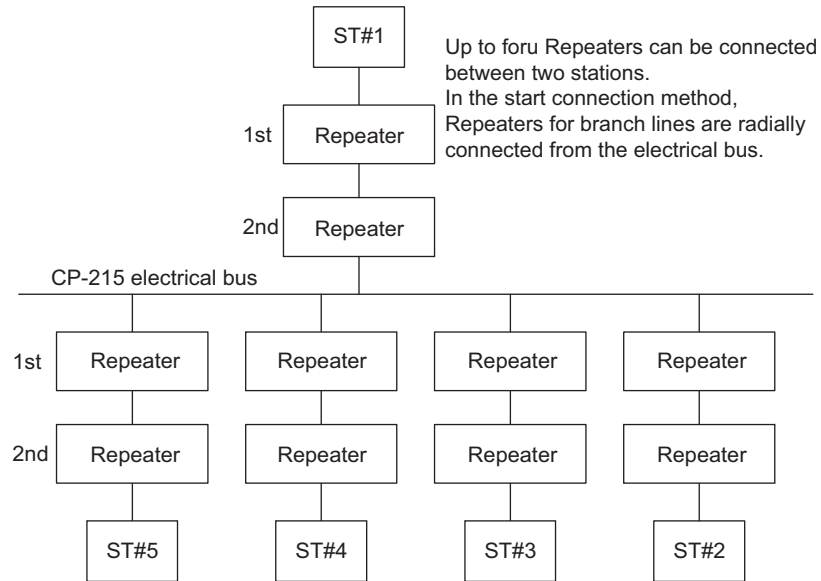 ST#1
Up to foru Repeaters can be connected
between two stations.
In the start connection method,
Repeaters for branch lines are radially
connected from the electrical bus.
1st Repeater
2nd Repeater
CP-215 electrical bus
1st Repeater Repeater Repeater Repeater
2nd Repeater Repeater Repeater Repeater
ST#5 ST#4 ST#3 ST#2